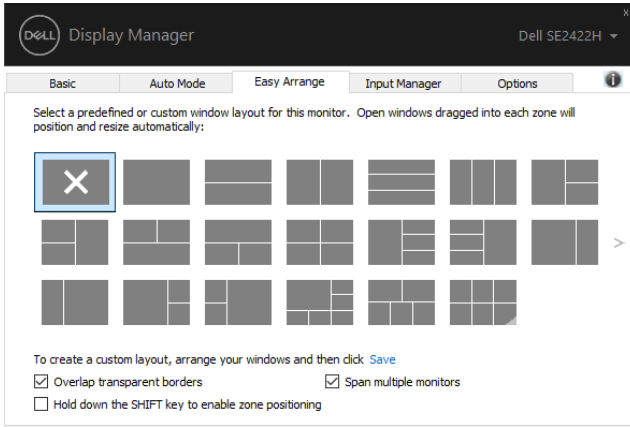 x
DELL Display Manager Dell SE2422H
Basic Auto Mode Easy Arrange Input Manager Options i
Select a predefined or custom window layout for this monitor. Open windows dragged into each zone will
position and resize automatically:
>
To create a custom layout, arrange your windows and then click Save
Overlap transparent borders Span multiple monitors
Hold down the SHIFT key to enable zone positioning